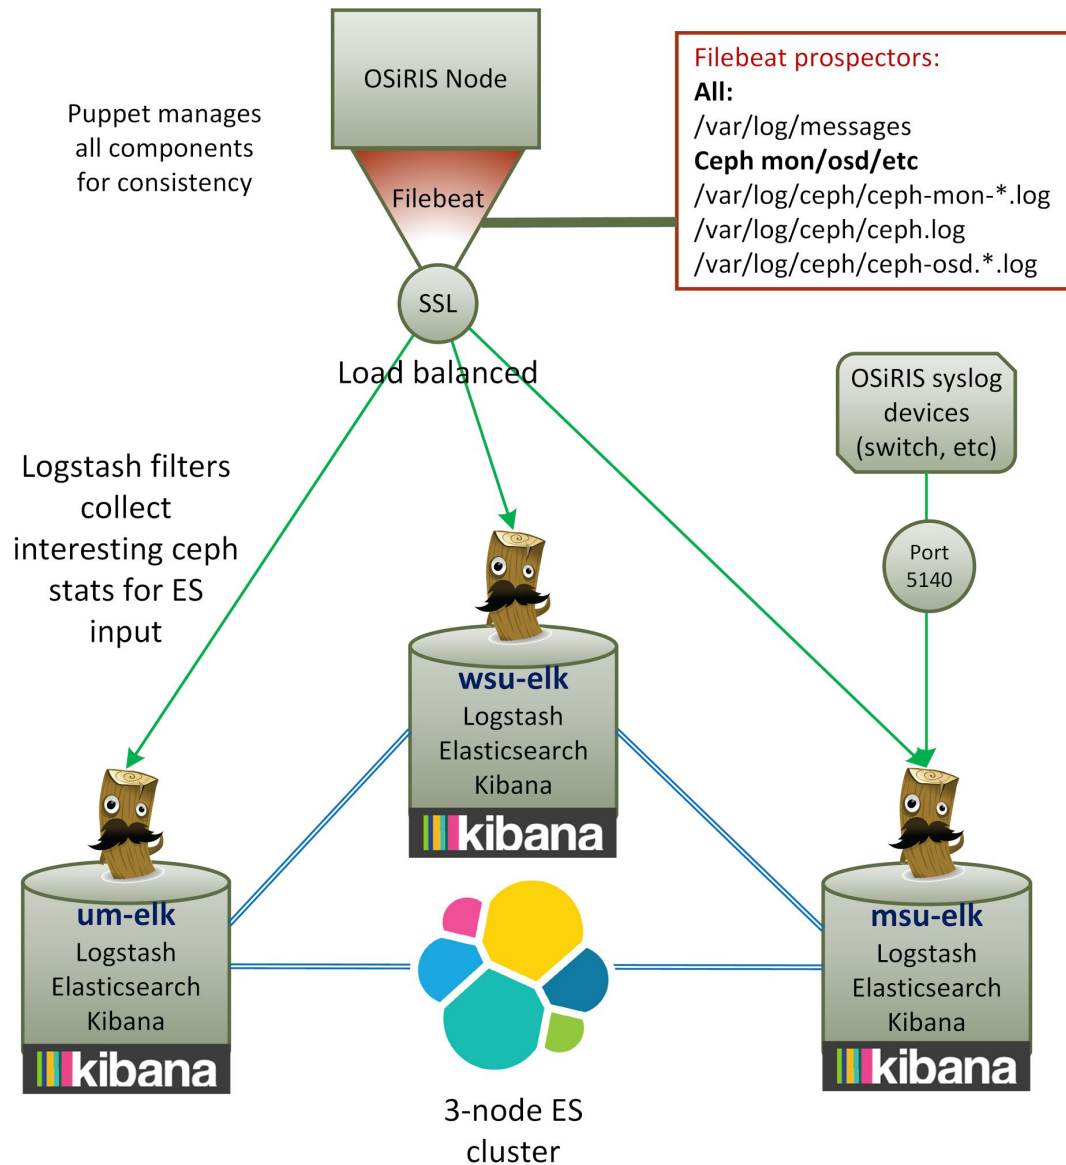 OSiRIS Node
Puppet manages
all components
for consistency
Filebeat
SSL
Load balanced
Filebeat prospectors:
All:
/var/log/messages
Ceph mon/osd/etc
/var/log/ceph/ceph-mon-*.log
/var/log/ceph/ceph.log
/var/log/ceph/ceph-osd.*.log
OSiRIS syslog
devices
(switch, etc)
Port
5140
Logstash filters
collect
interesting ceph
stats for ES
input
wsu-elk
Logstash
Elasticsearch
Kibana
kibana
um-elk
Logstash
Elasticsearch
Kibana
kibana
msu-elk
Logstash
Elasticsearch
Kibana
kibana
3-node ES
cluster